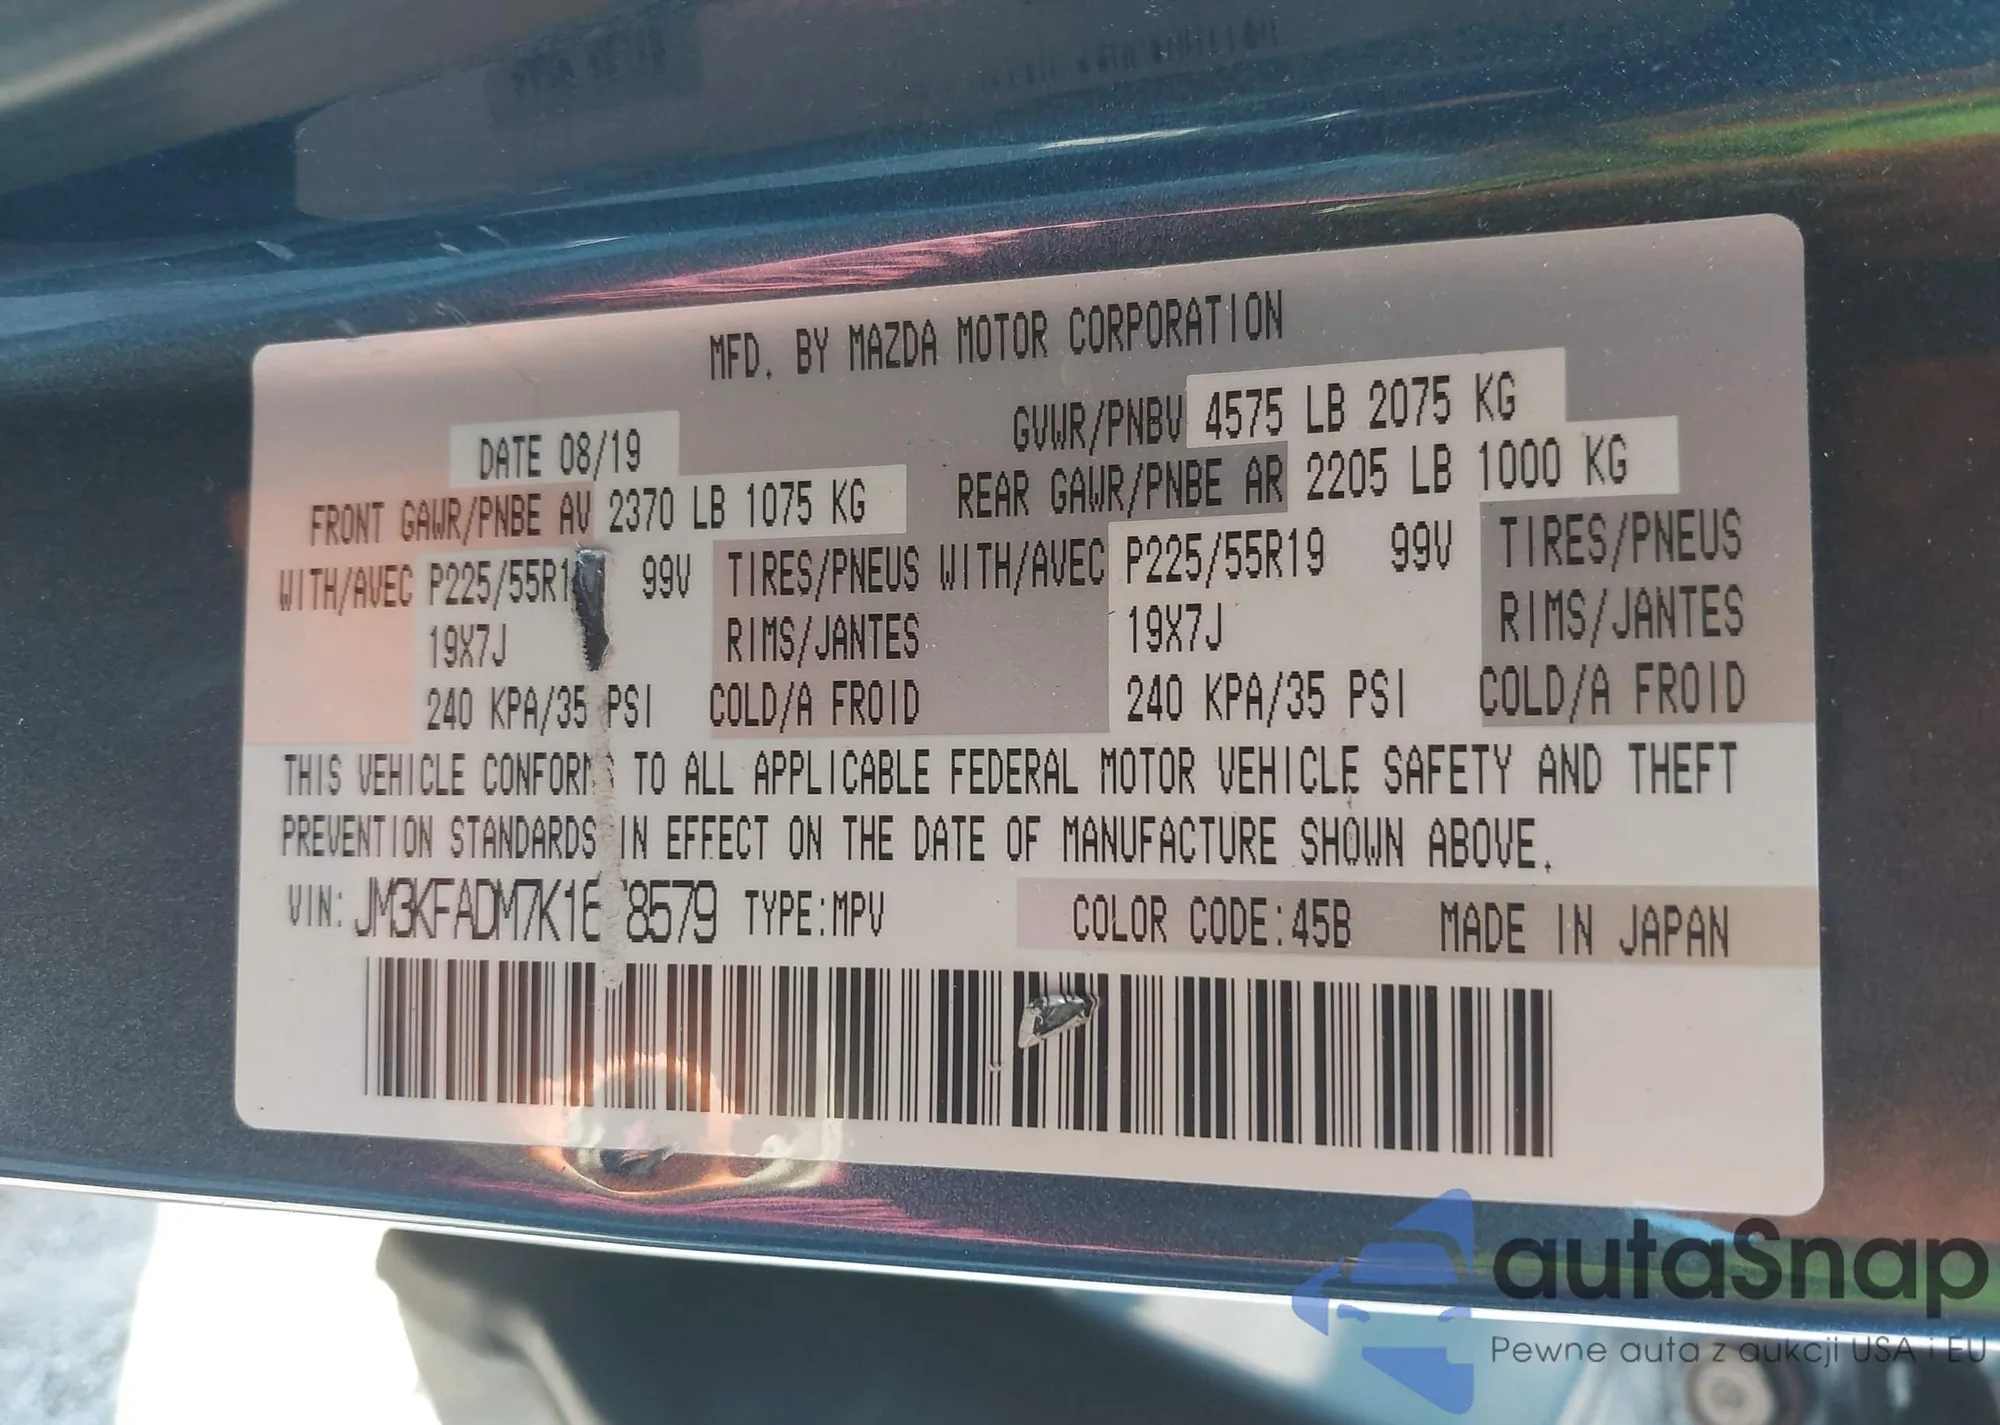 MFD. BY MAZDA MOTOR CORPORATION
DATE 08/19 GVWR/PNBV 4575 LB 2075 KG
FRONT GAWR/PNBE AV 2370 LB 1075 KG REAR GAWR/PNBE AR 2205 LB 1000 KG
WITH/AVEC 99V TIRES/PNEUS WITH/AVEC P225/55R19 99V TIRES/PNEUS
19X7J RIMS/JANTES 19X7J RIMS/JANTES
240 KPA/35 PSI COLD/A FROID 240 KPA/35 PSI COLD/A FROID
THIS VEHICLE CONFORMS TO ALL APPLICABLE FEDERAL MOTOR VEHICLE SAFETY AND THEFT
PREVENTION STANDARDS IN EFFECT ON THE DATE OF MANUFACTURE SHOWN ABOVE.
VIN: TYPE:MPV COLOR CODE:45B MADE IN JAPAN
autaSnap
Pewne auta z aukcji USA i EU